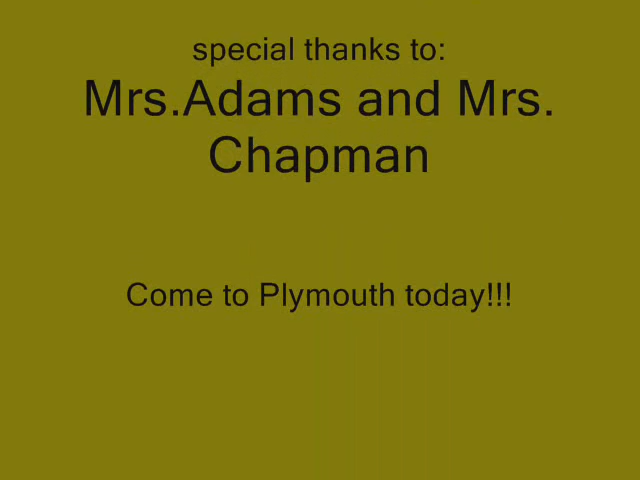 special thanks to:
Mrs.Adams and Mrs.
Chapman
Come to Plymouth today!!!